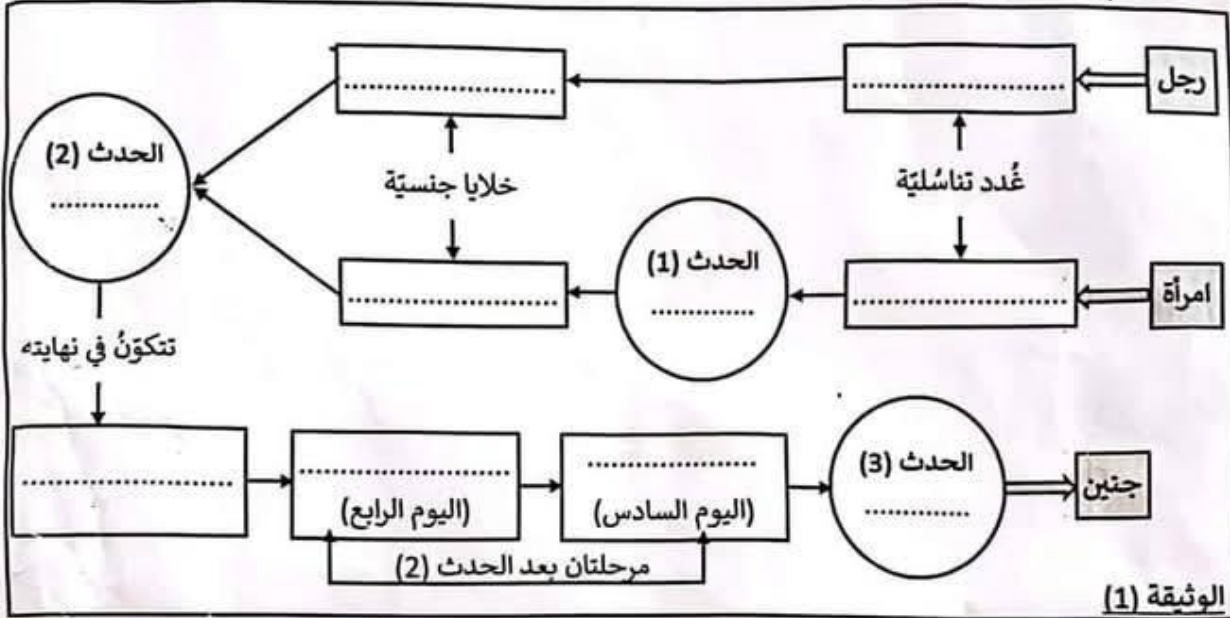 رجل
غُدد تناسُليّة
خلايا جنسيّة
الحدث (2)
امرأة
الحدث (1)
تتكوّنُ في نهايته
(اليوم الرابع)
(اليوم السادس)
الحدث (3)
جنين
مرحلتان بعد الحدث (2)
الوثيقة (1)